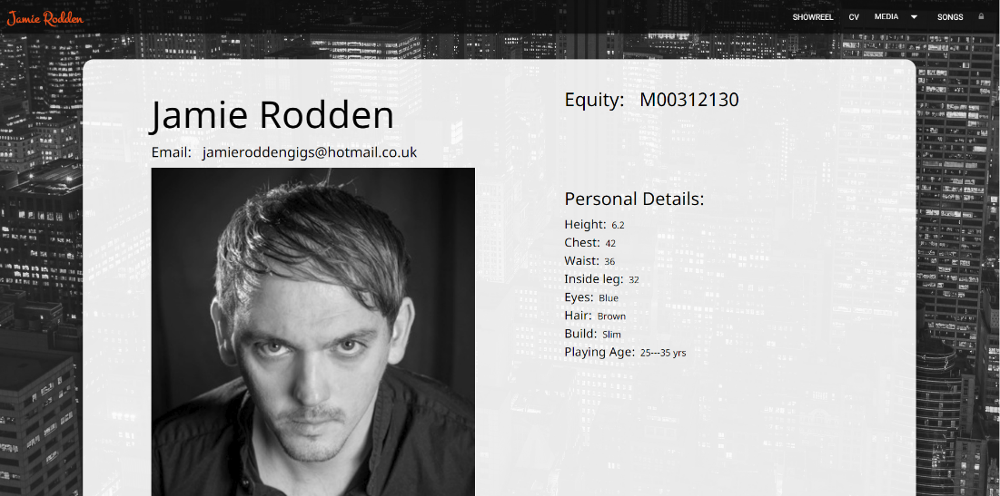 Jamie Rodden
SHOWREEL CV MEDIA SONGS
Jamie Rodden
Email: jamieroddengigs@hotmail.co.uk
Equity: M00312130
Personal Details:
Height: 6.2
Chest: 42
Waist: 36
Inside leg: 32
Eyes: Blue
Hair: Brown
Build: Slim
Playing Age: 25---35 yrs